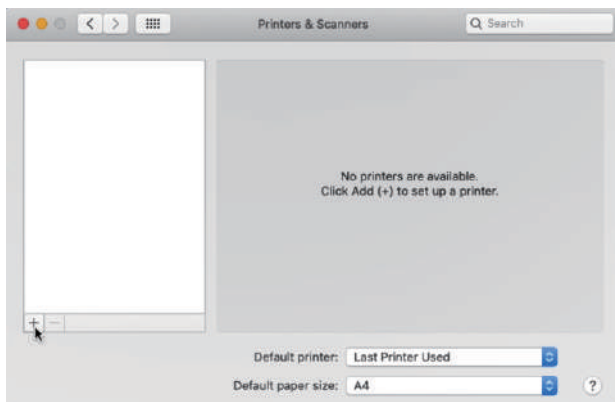 Printers & Scanners
Search
No printers are available.
Click Add (+) to set up a printer.
+ −
Default printer: Last Printer Used
Default paper size: A4
?